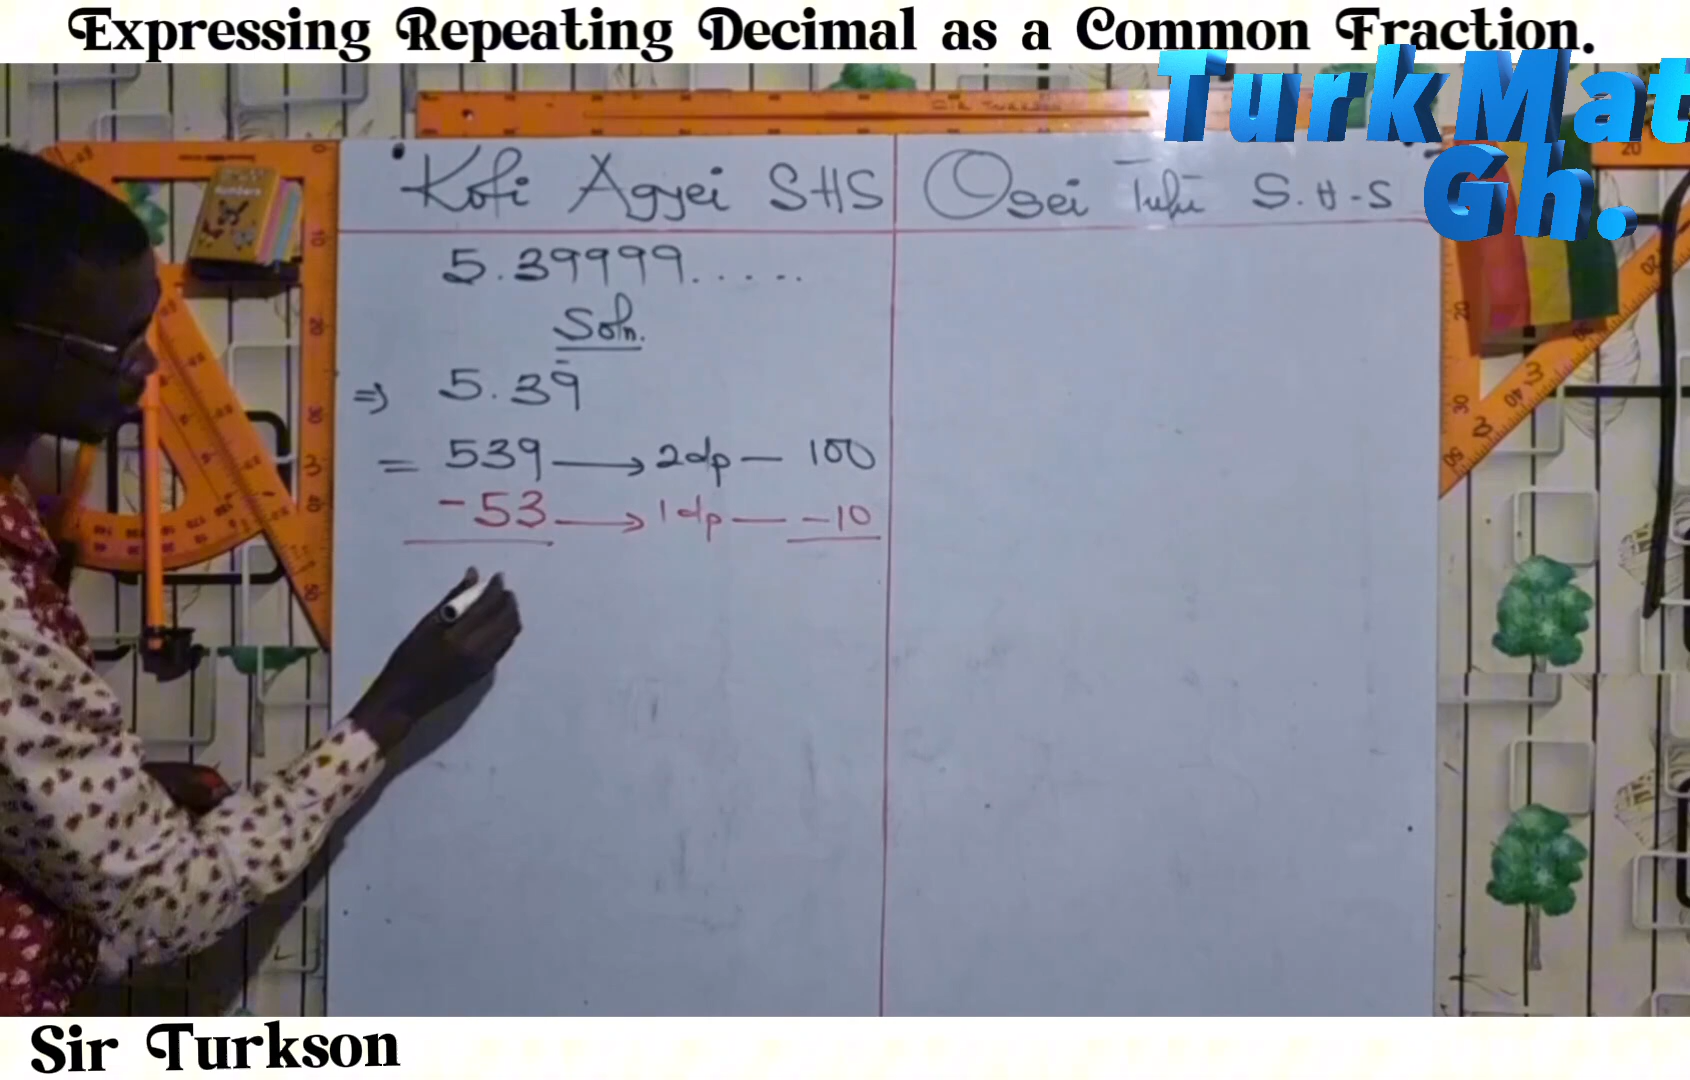 Expressing Repeating Decimal as a Common Fraction.
TurkMat
Gh.
Kofi Agyei SHS
Osei Tutu S.H.S
5.39999.....
Soln.
⇒ 5.39̄
= 539 → 2dp — 100
-53 → 1dp — -10
Sir Turkson